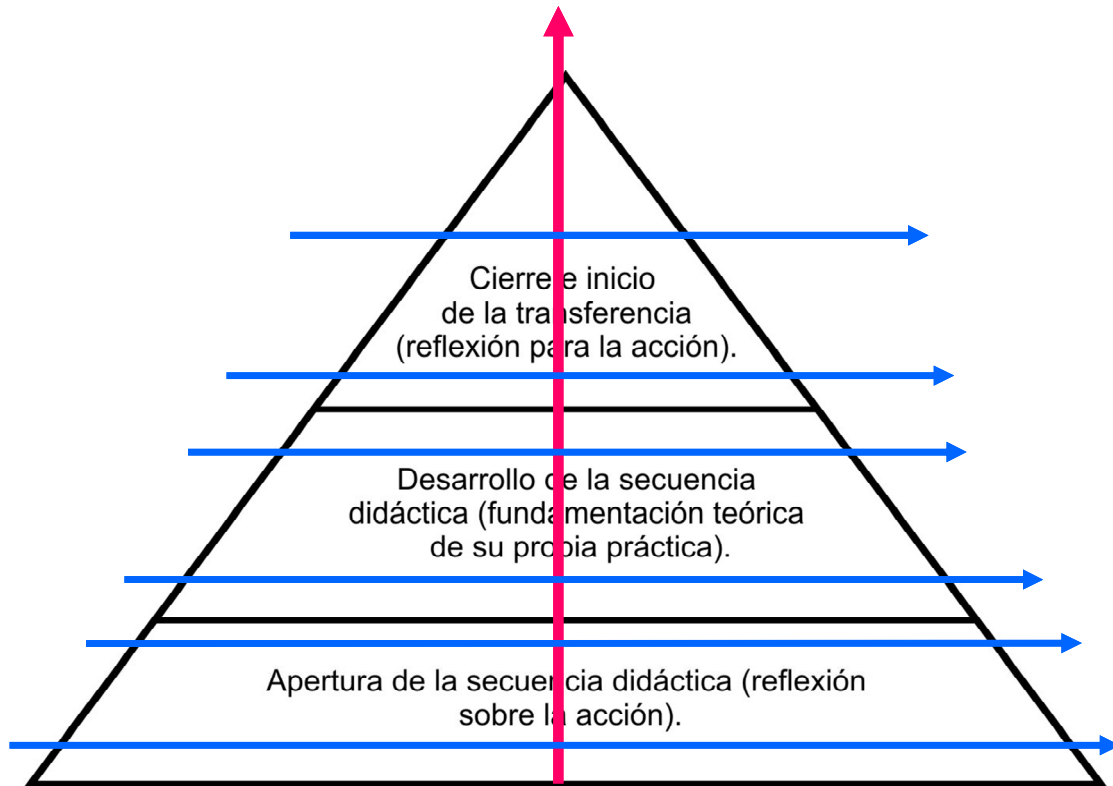 Cierre e inicio
de la transferencia
(reflexión para la acción).
Desarrollo de la secuencia
didáctica (fundamentación teórica
de su propia práctica).
Apertura de la secuencia didáctica (reflexión
sobre la acción).